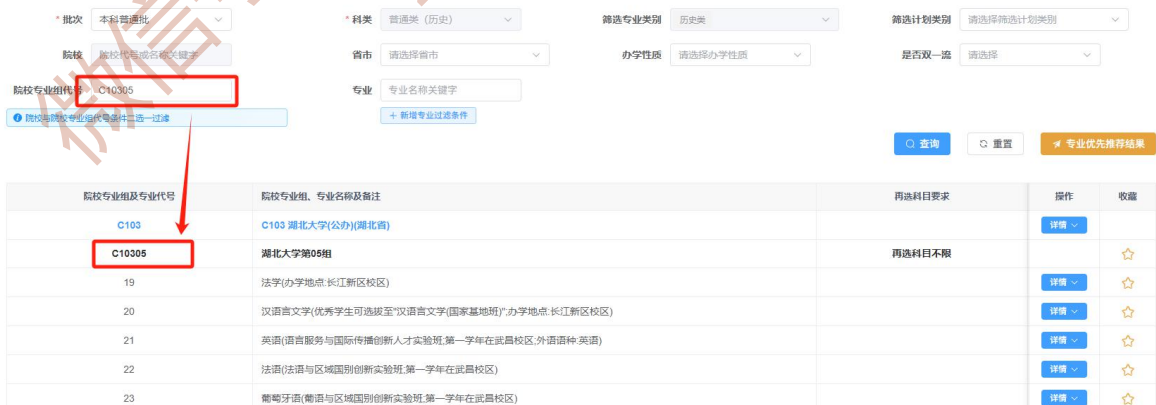 * 批次 本科普通批 * 科类 普通类（历史） 筛选专业类别 历史类 筛选计划类别 请选择筛选计划类别
院校 院校代号或名称关键字 省市 请选择省市 办学性质 请选择办学性质 是否双一流 请选择
院校专业组代号 C10305 专业 专业名称关键字
院校与院校专业组代号条件二选一过滤 + 新增专业过滤条件
查询 重置 专业优先推荐结果
院校专业组及专业代号 院校专业组、专业名称及备注 再选科目要求 操作 收藏
C103 C103 湖北大学(公办)(湖北省) 详情
C10305 湖北大学第05组 再选科目不限
19 法学(办学地点:长江新区校区) 详情
20 汉语言文学(优秀学生可选拔至"汉语言文学(国家基地班)";办学地点:长江新区校区) 详情
21 英语(语言服务与国际传播创新人才实验班;第一学年在武昌校区;外语语种:英语) 详情
22 法语(法语与区域国别创新实验班;第一学年在武昌校区) 详情
23 葡萄牙语(葡语与区域国别创新实验班;第一学年在武昌校区) 详情
微信